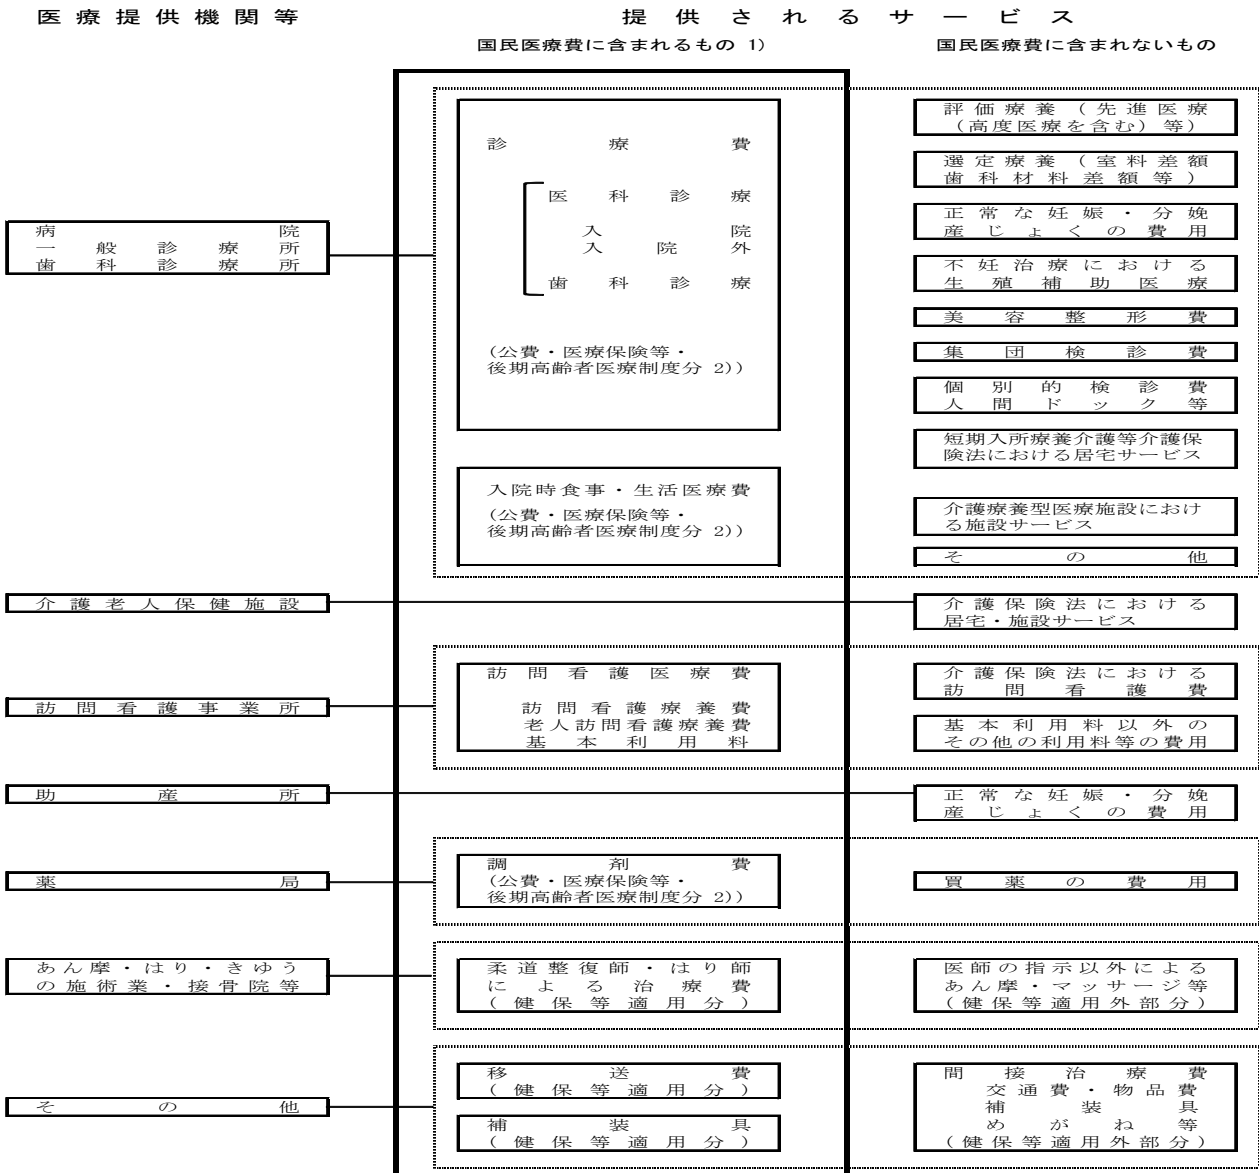 医療提供機関等
提供されるサービス
国民医療費に含まれるもの 1)
国民医療費に含まれないもの
病院
一般診療所
歯科診療所
診療費
医科診療
入院
入院外
歯科診療
(公費・医療保険等・
後期高齢者医療制度分 2))
入院時食事・生活医療費
(公費・医療保険等・
後期高齢者医療制度分 2))
評価療養(先進医療
(高度医療を含む)等)
選定療養(室料差額
歯科材料差額等)
正常な妊娠・分娩
産じょくの費用
不妊治療における
生殖補助医療
美容整形費
集団検診費
個別的検診費
人間ドック等
短期入所療養介護等介護保
険法における居宅サービス
介護療養型医療施設におけ
る施設サービス
その他
介護老人保健施設
介護保険法における
居宅・施設サービス
訪問看護事業所
訪問看護医療費
訪問看護療養費
老人訪問看護療養費
基本利用料
介護保険法における
訪問看護費
基本利用料以外の
その他の利用料等の費用
助産所
正常な妊娠・分娩
産じょくの費用
薬局
調剤費
(公費・医療保険等・
後期高齢者医療制度分 2))
買薬の費用
あん摩・はり・きゆう
の施術業・接骨院等
柔道整復師・はり師
による治療費
(健保等適用分)
医師の指示以外による
あん摩・マッサージ等
(健保等適用外部分)
その他
移送費
(健保等適用分)
補装具
(健保等適用分)
間接治療費
交通費・物品費
補装具
めがね等
(健保等適用外部分)